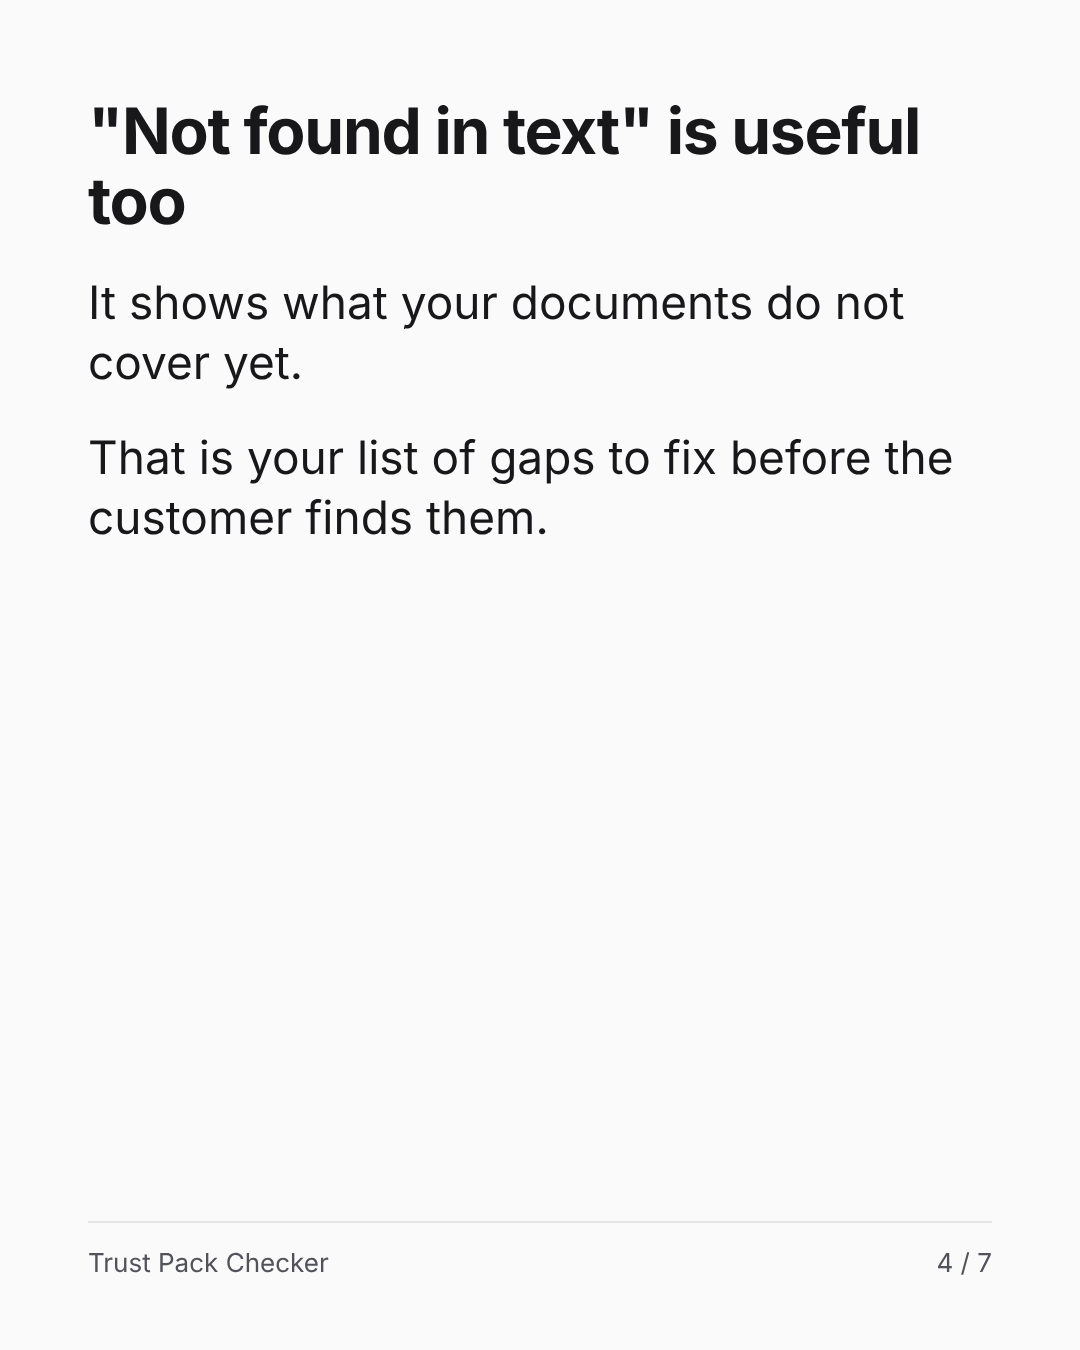 "Not found in text" is useful
too
It shows what your documents do not
cover yet.
That is your list of gaps to fix before the
customer finds them.
Trust Pack Checker
4 / 7